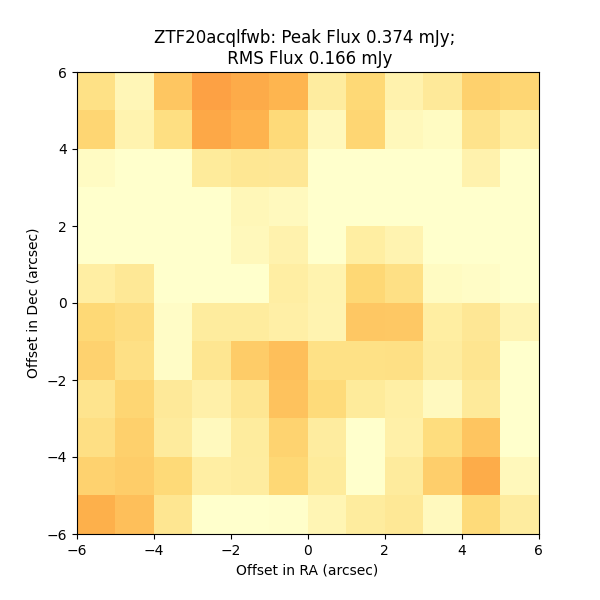 ZTF20acqlfwb: Peak Flux 0.374 mJy;
RMS Flux 0.166 mJy
6
4
2
0
−2
−4
−6
Offset in Dec (arcsec)
−6 −4 −2 0 2 4 6
Offset in RA (arcsec)